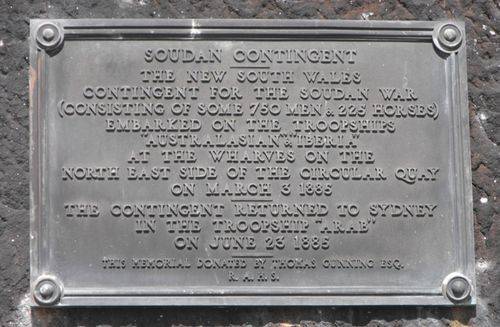 SOUDAN CONTINGENT
THE NEW SOUTH WALES
CONTINGENT FOR THE SOUDAN WAR
(CONSISTING OF SOME 750 MEN & 225 HORSES)
EMBARKED ON THE TROOPSHIPS
"AUSTRALASIAN" & "IBERIA"
AT THE WHARVES ON THE
NORTH EAST SIDE OF THE CIRCULAR QUAY
ON MARCH 3 1885
THE CONTINGENT RETURNED TO SYDNEY
IN THE TROOPSHIP "ARAB"
ON JUNE 23 1885
THIS MEMORIAL DONATED BY THOMAS GUNNING ESQ.
R. A. H. S.